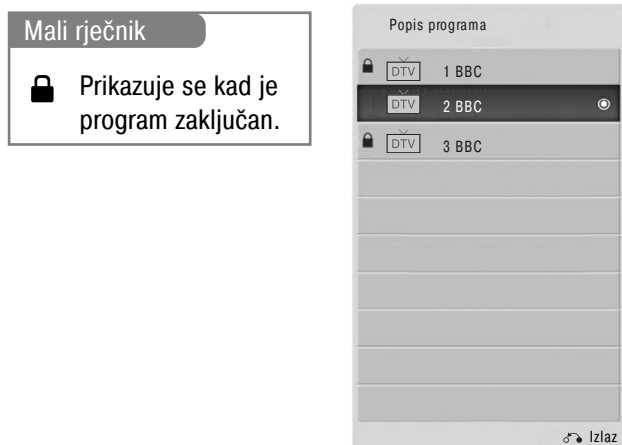 Mali rječnik
Prikazuje se kad je
program zaključan.
Popis programa
DTV 1 BBC
DTV 2 BBC
DTV 3 BBC
Izlaz